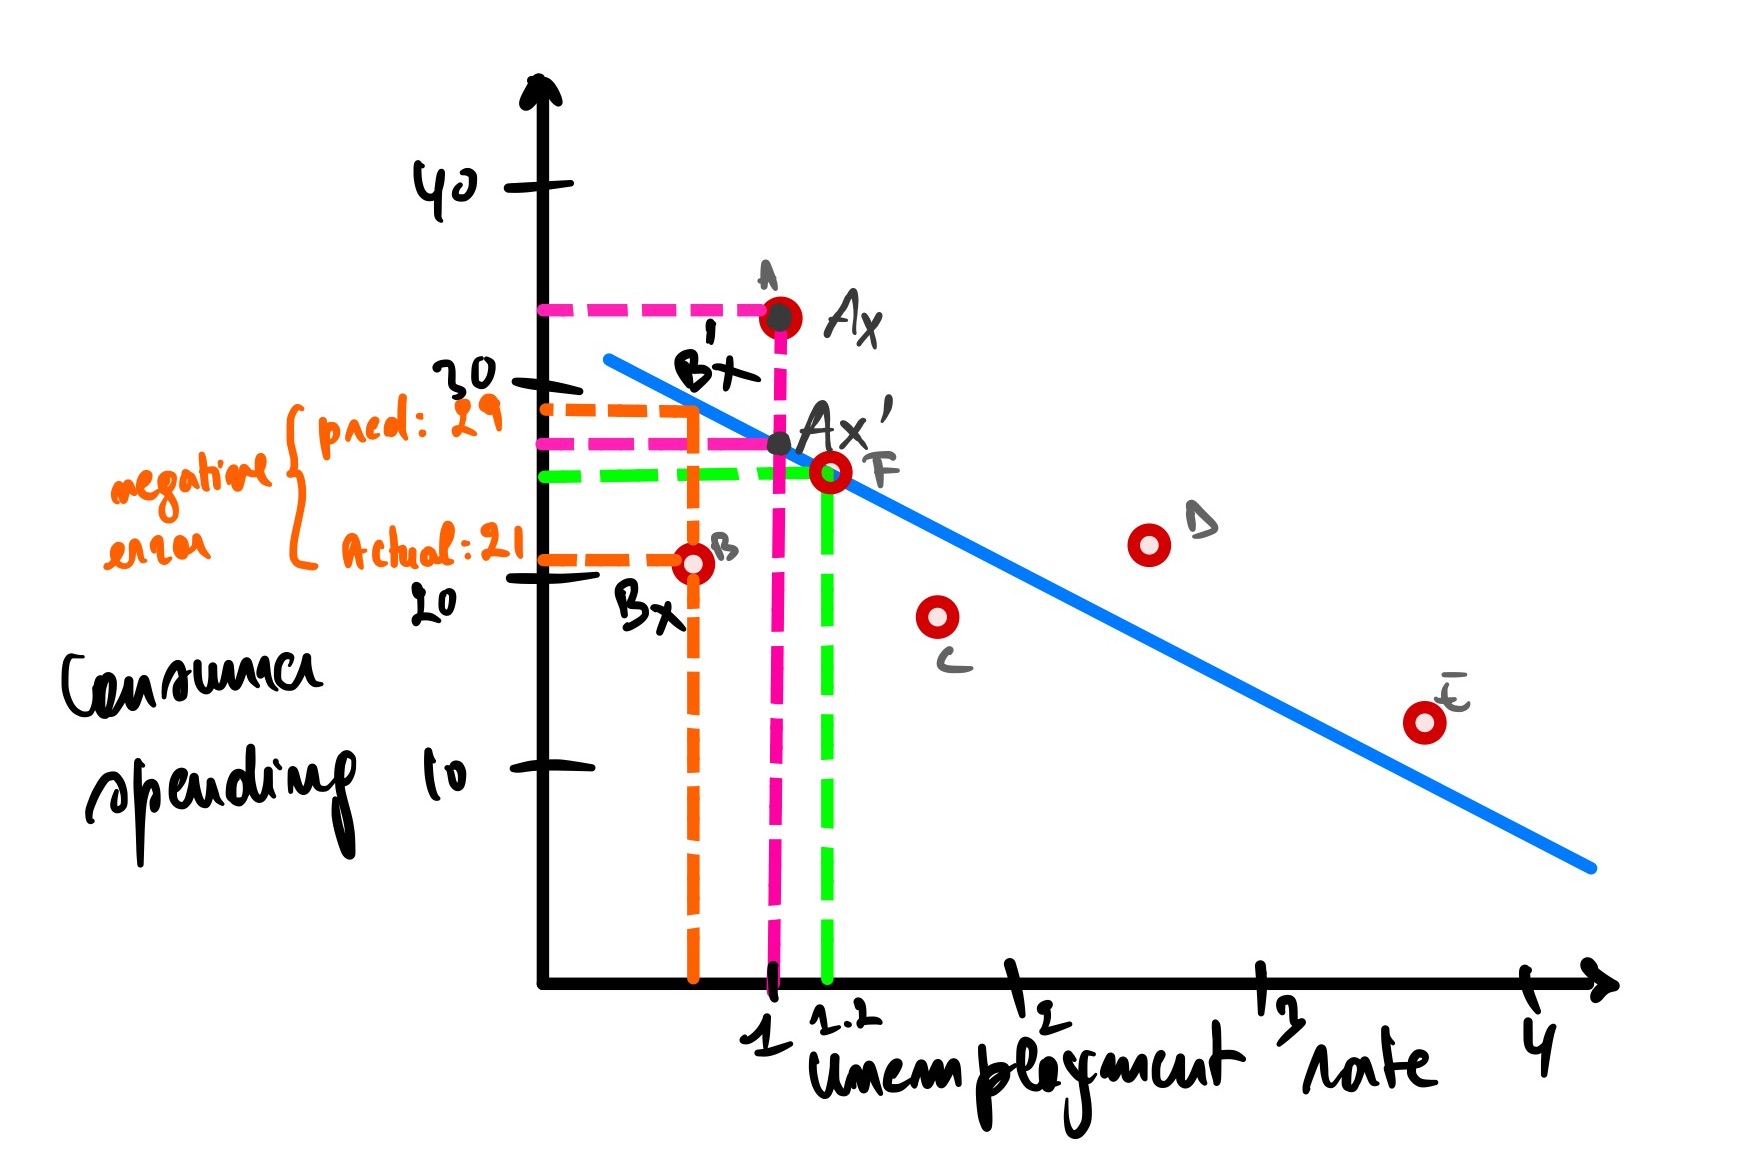 40
A
Ax
B'x
30
pred: 29
Ax'
F
negative
error
Actual: 21
B
D
20
Bx
C
Consumer
E
spending
10
1
1.2
2
3
4
unemployment rate